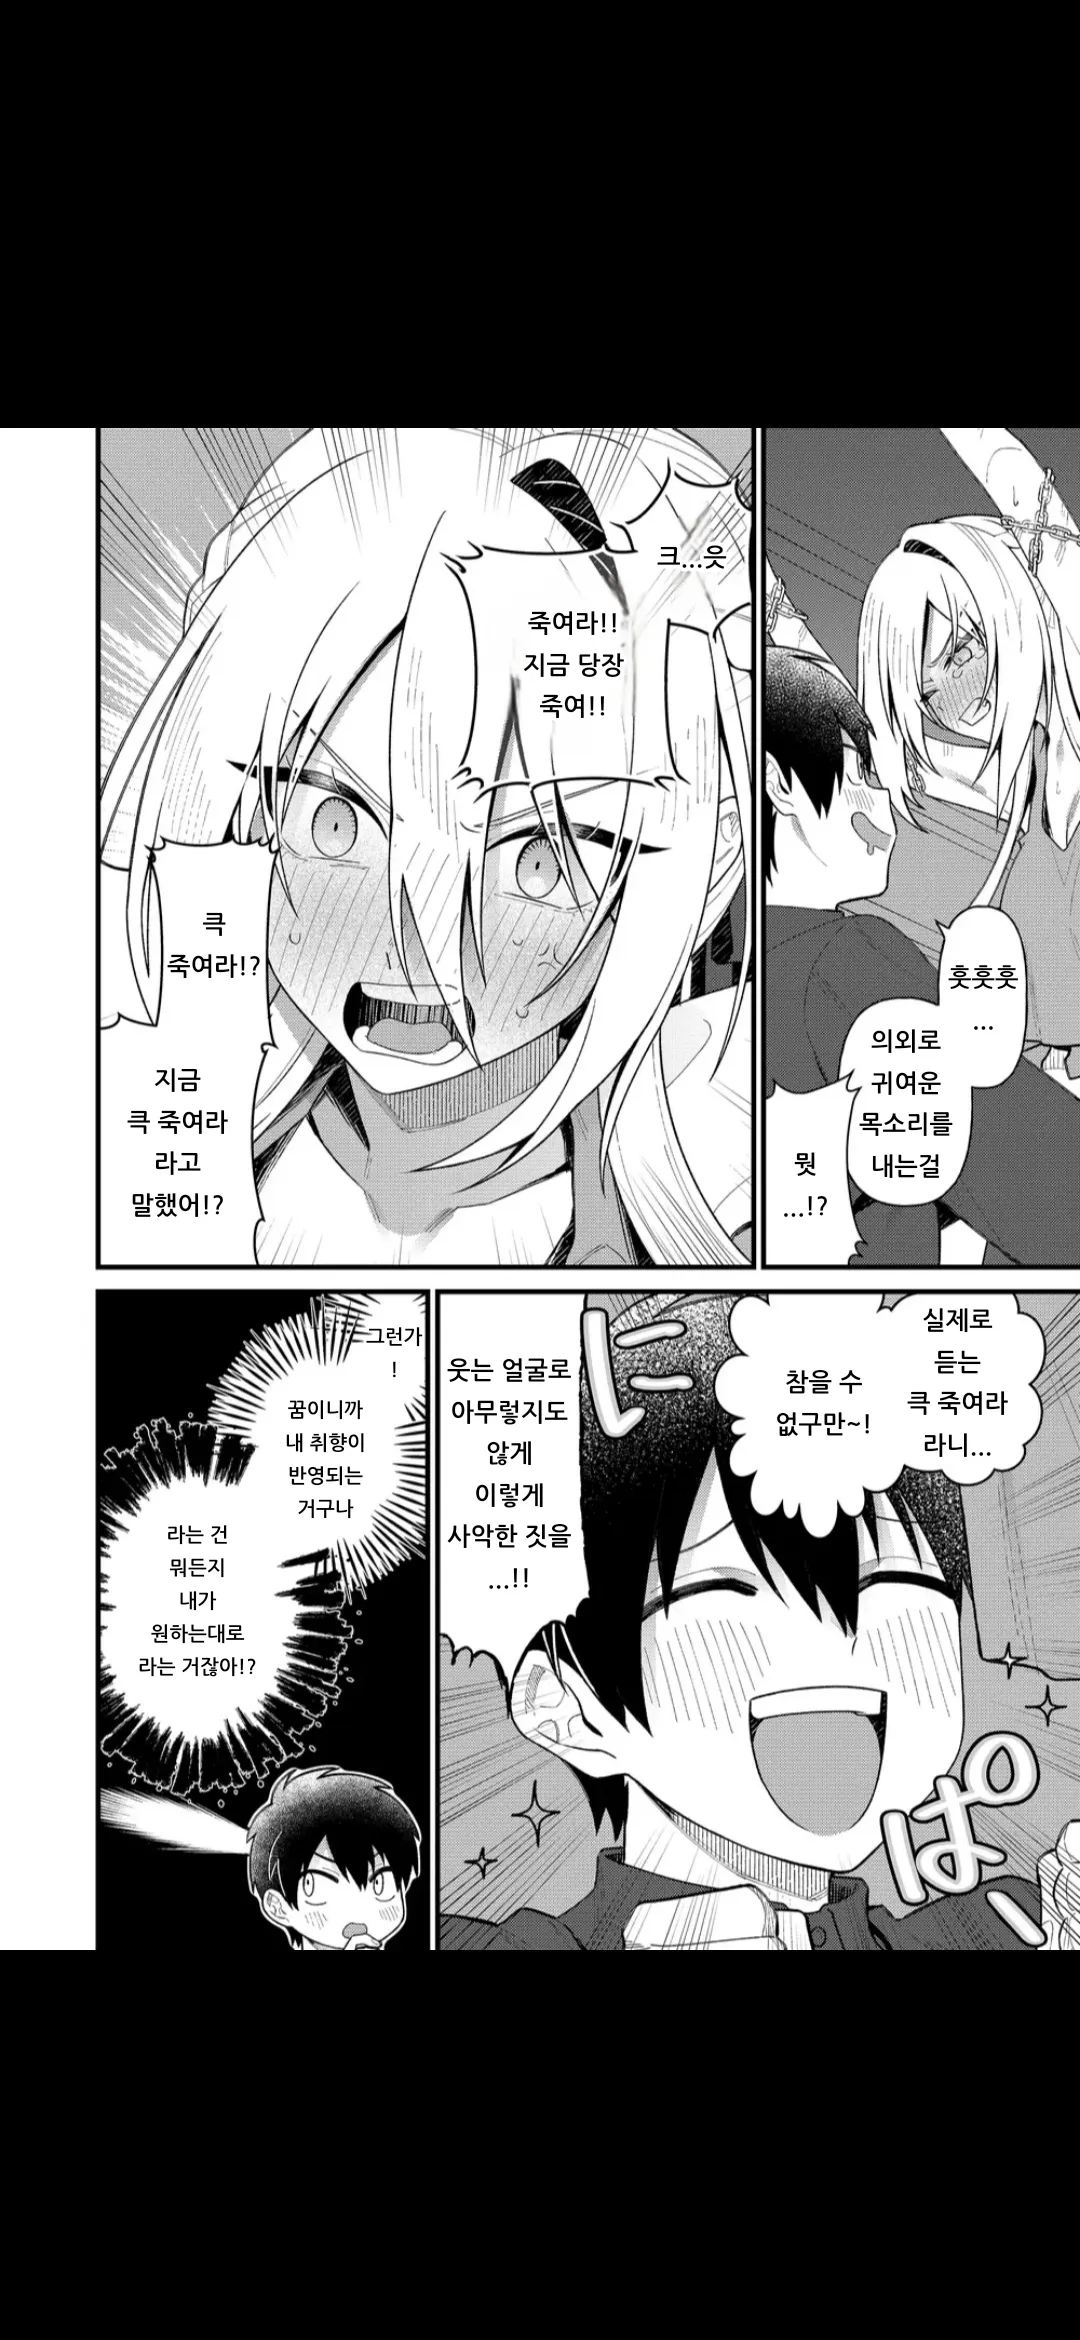 훗훗훗
...
의외로
귀여운
목소리를
내는걸
뭣
...!?
크...읏
죽여라!!
지금 당장
죽여!!
큭
죽여라!?
지금
큭 죽여라
라고
말했어!?
실제로
듣는
큭 죽여라
라니...
참을 수
없구만~!
にぱー
웃는 얼굴로
아무렇지도
않게
이렇게
사악한 짓을
...!!
그런가
!
꿈이니까
내 취향이
반영되는
거구나
라는 건
뭐든지
내가
원하는대로
라는 거잖아!?